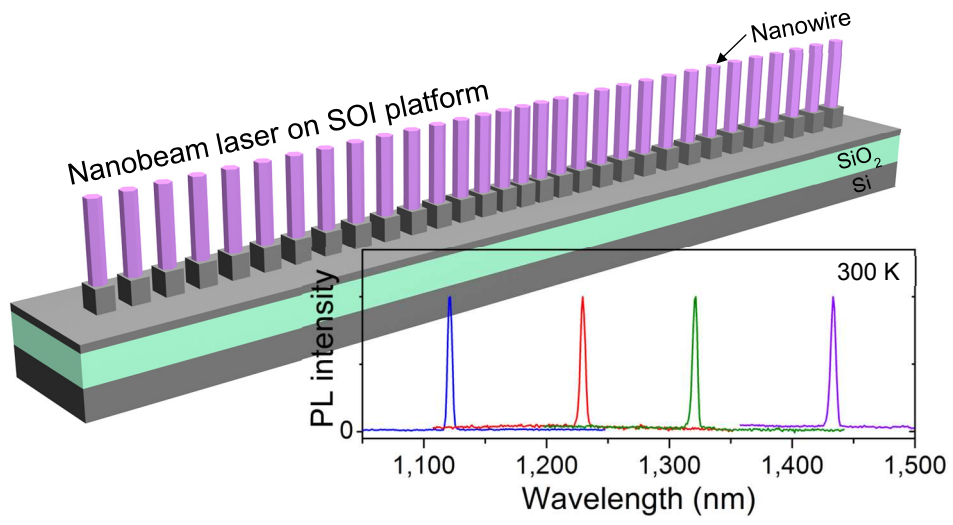 Nanowire
Nanobeam laser on SOI platform
SiO₂
Si
300 K
PL intensity
0
1,100 1,200 1,300 1,400 1,500
Wavelength (nm)